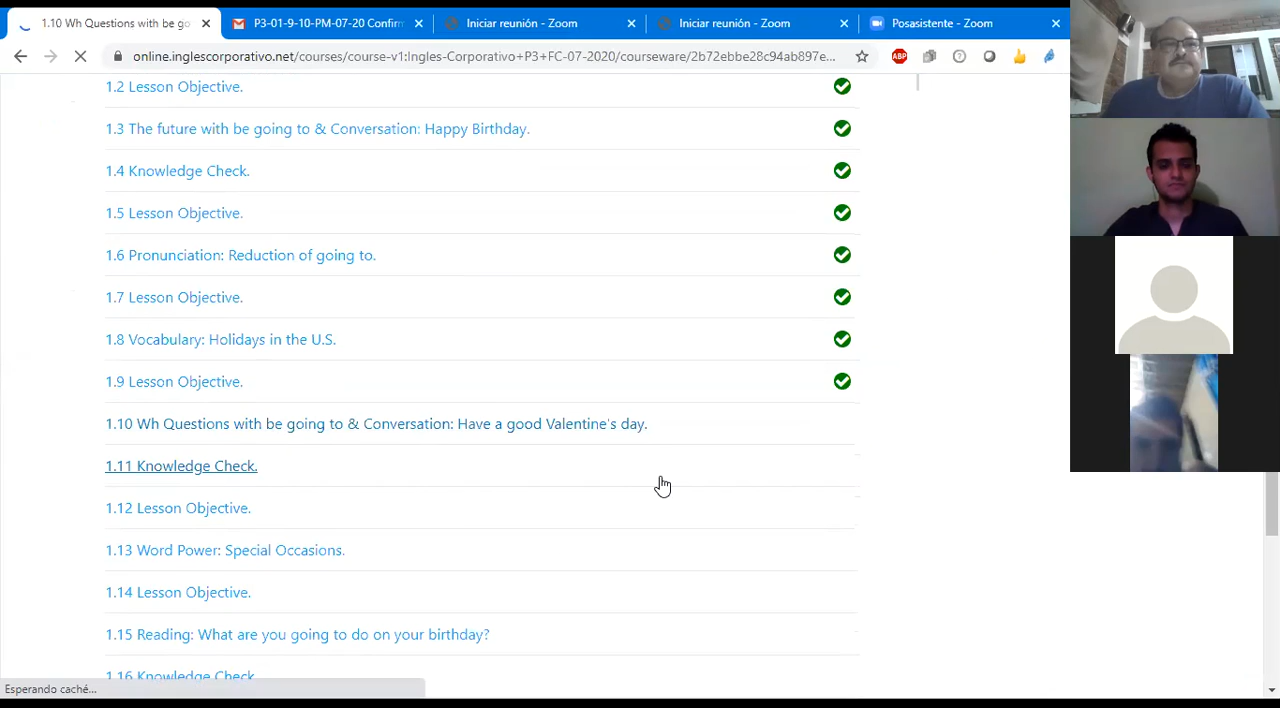 1.10 Wh Questions with be go
P3-01-9-10-PM-07-20 Confirm
Iniciar reunión - Zoom
Iniciar reunión - Zoom
Posasistente - Zoom
online.inglescorporativo.net/courses/course-v1:Ingles-Corporativo+P3+FC-07-2020/courseware/2b72ebbe28c94ab897e...
ABP
1.2 Lesson Objective.
1.3 The future with be going to & Conversation: Happy Birthday.
1.4 Knowledge Check.
1.5 Lesson Objective.
1.6 Pronunciation: Reduction of going to.
1.7 Lesson Objective.
1.8 Vocabulary: Holidays in the U.S.
1.9 Lesson Objective.
1.10 Wh Questions with be going to & Conversation: Have a good Valentine's day.
1.11 Knowledge Check.
1.12 Lesson Objective.
1.13 Word Power: Special Occasions.
1.14 Lesson Objective.
1.15 Reading: What are you going to do on your birthday?
1.16 Knowledge Check.
Esperando caché...